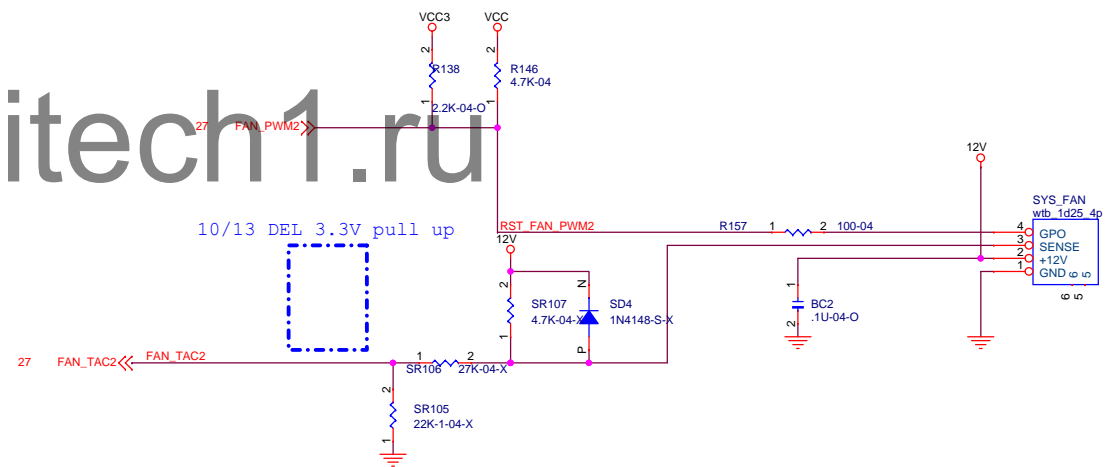 VCC3 VCC
2 2
R138 R146
4.7K-04
1 1
2.2K-04-O
27 FAN_PWM2
itech1.ru
12V
SYS_FAN
wtb_1d25_4p
10/13 DEL 3.3V pull up
RST_FAN_PWM2
R157 1 2 100-04
4 GPO
3 SENSE
2 +12V
1 GND 6 5
6 5
12V
2 N
SR107 SD4
4.7K-04-X 1N4148-S-X
1 P
1
BC2
.1U-04-O
2
27 FAN_TAC2 FAN_TAC2
1 2
SR106 27K-04-X
2
SR105
22K-1-04-X
1